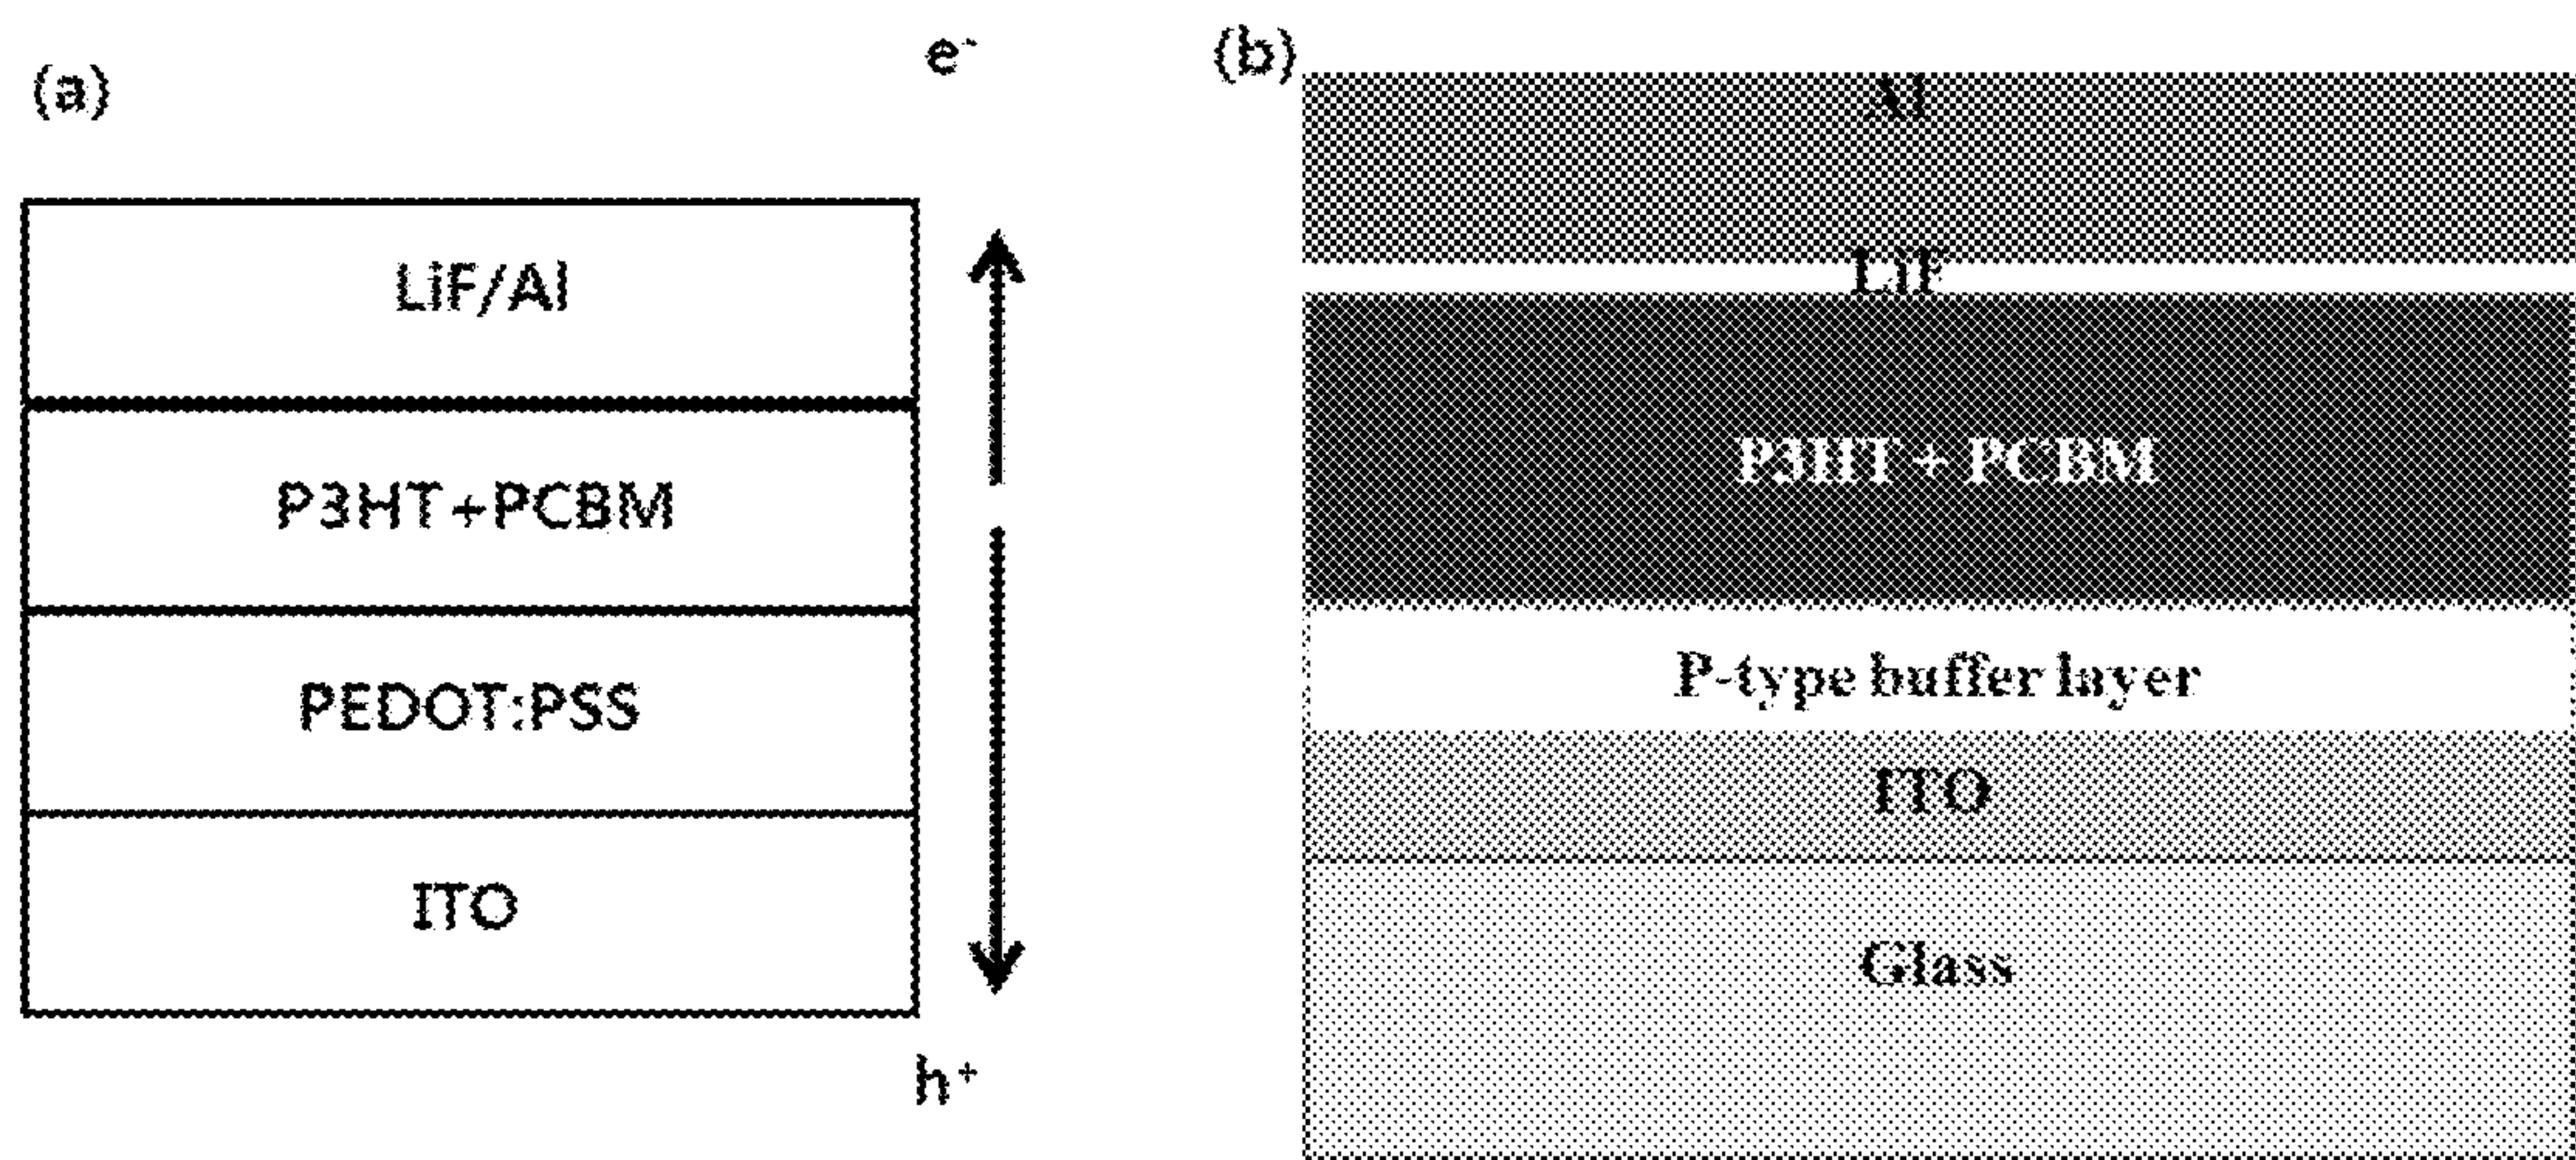 (a)
e⁻
LiF/Al
P3HT+PCBM
PEDOT:PSS
ITO
h⁺
(b)
Al
LiF
P3HT + PCBM
P-type buffer layer
ITO
Glass